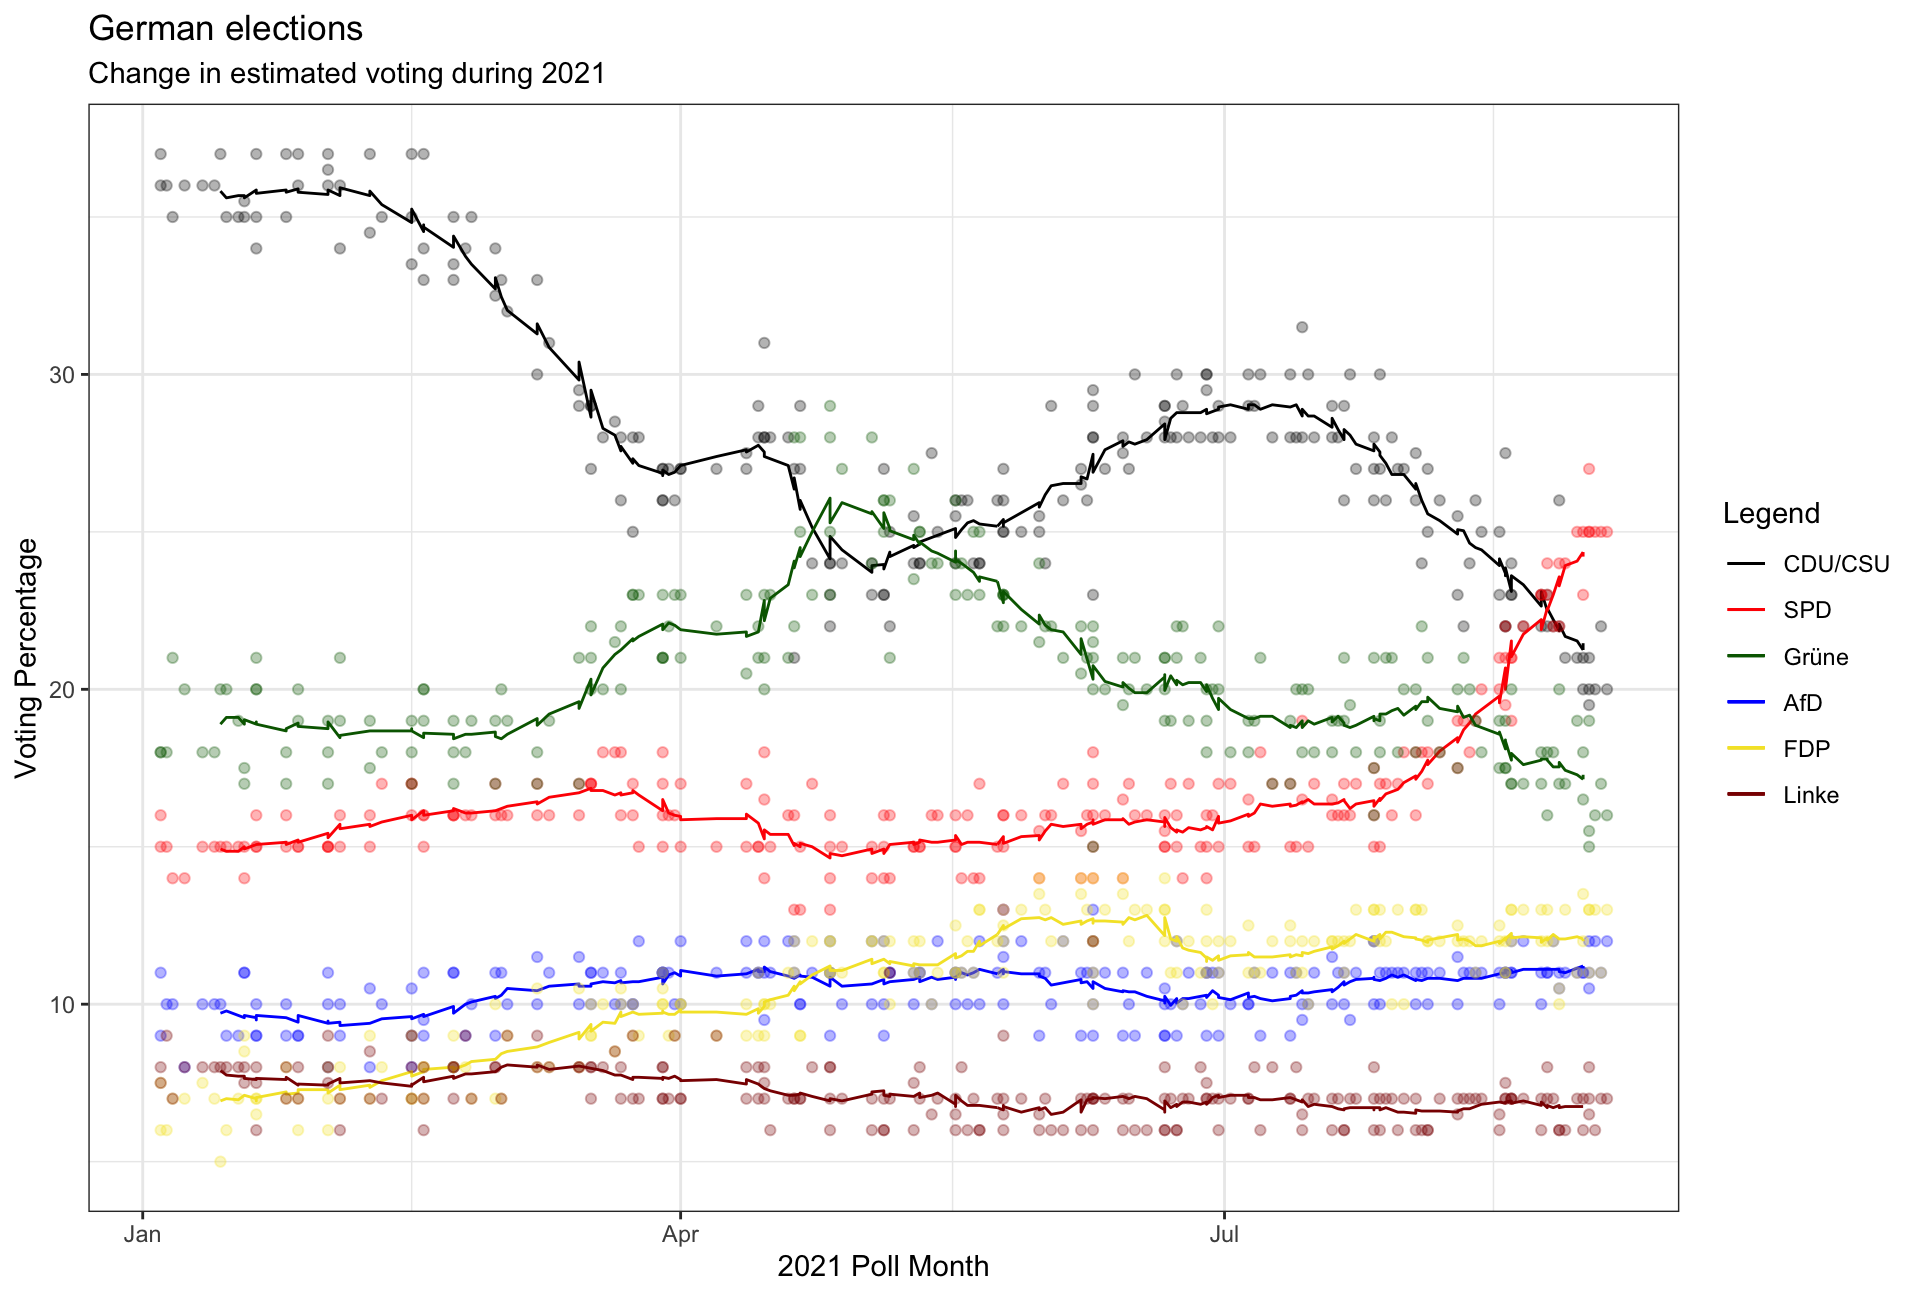 German elections
Change in estimated voting during 2021
Voting Percentage
30
20
10
Jan
Apr
Jul
2021 Poll Month
Legend
CDU/CSU
SPD
Grüne
AfD
FDP
Linke